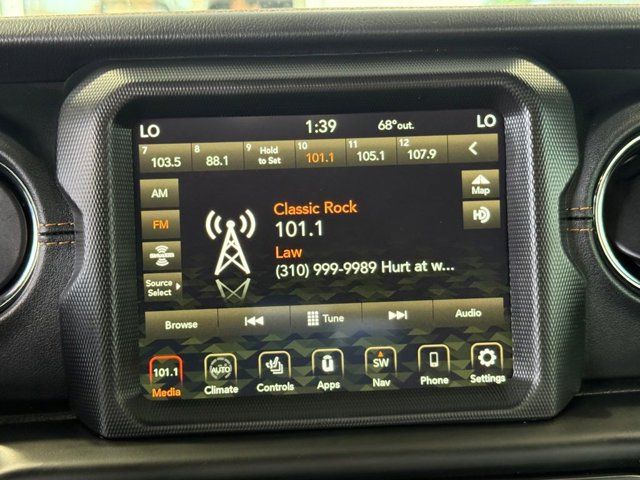 LO 1:39 68°out. LO
7 8 9 Hold 10 11 12
103.5 88.1 to Set 101.1 105.1 107.9
AM
FM
SiriusXM
Source
Select
Map
HD
Classic Rock
101.1
Law
(310) 999-9989 Hurt at w...
Browse Tune Audio
101.1 AUTO SW
Media Climate Controls Apps Nav Phone Settings